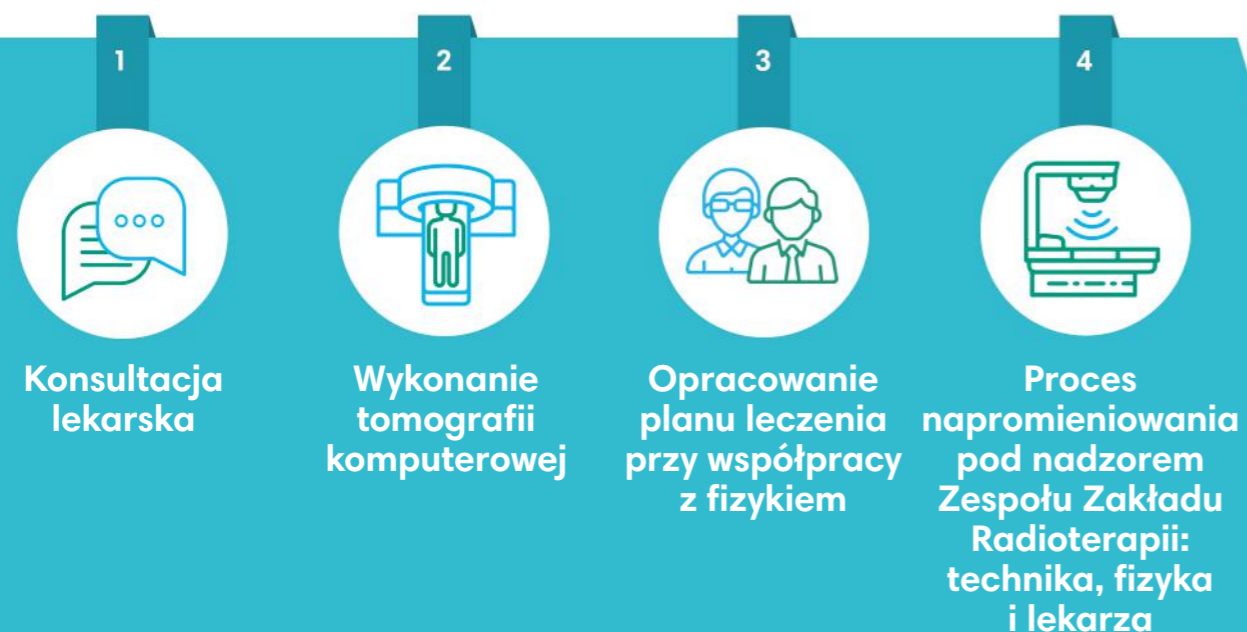 1
2
3
4
Konsultacja
lekarska
Wykonanie
tomografii
komputerowej
Opracowanie
planu leczenia
przy współpracy
z fizykiem
Proces
napromieniowania
pod nadzorem
Zespołu Zakładu
Radioterapii:
technika, fizyka
i lekarza